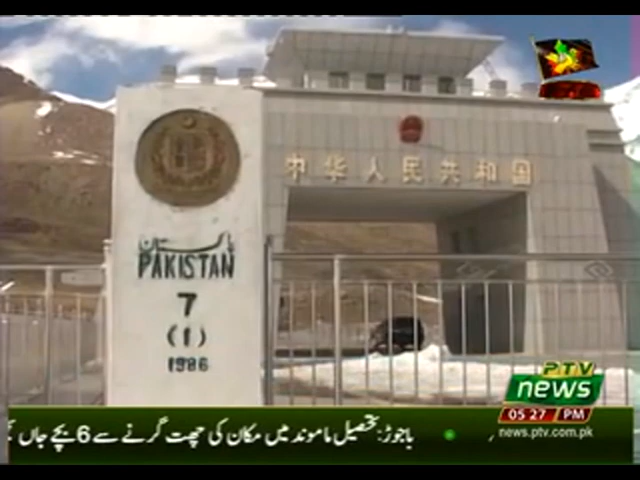 中华人民共和国
پاکستان
PAKISTAN
7
(1)
1986
PTV
news
05:27 PM
news.ptv.com.pk
باجوڑ: تحصیل ماموند میں مکان کی چھت گرنے سے 6 بچے جاں